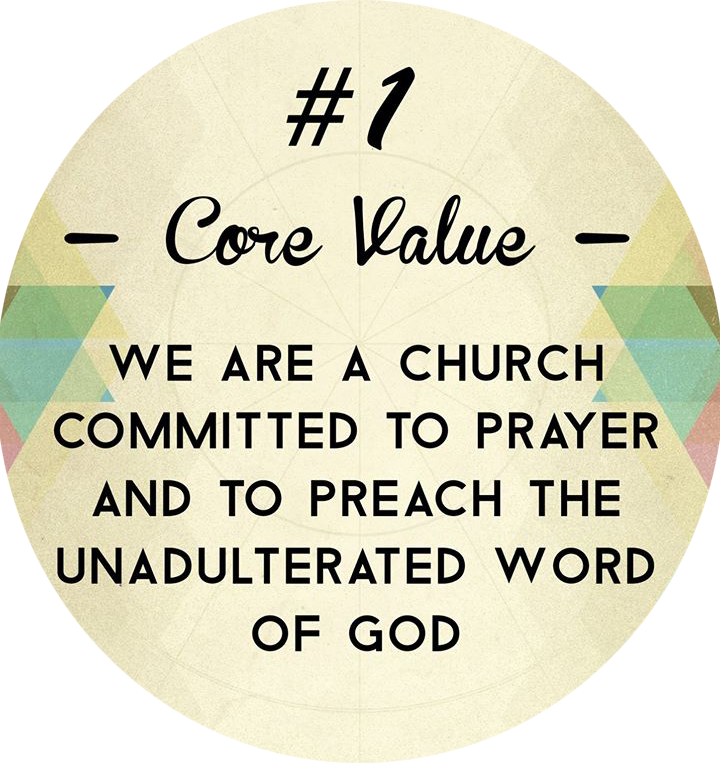 #1
– Core Value –
WE ARE A CHURCH
COMMITTED TO PRAYER
AND TO PREACH THE
UNADULTERATED WORD
OF GOD